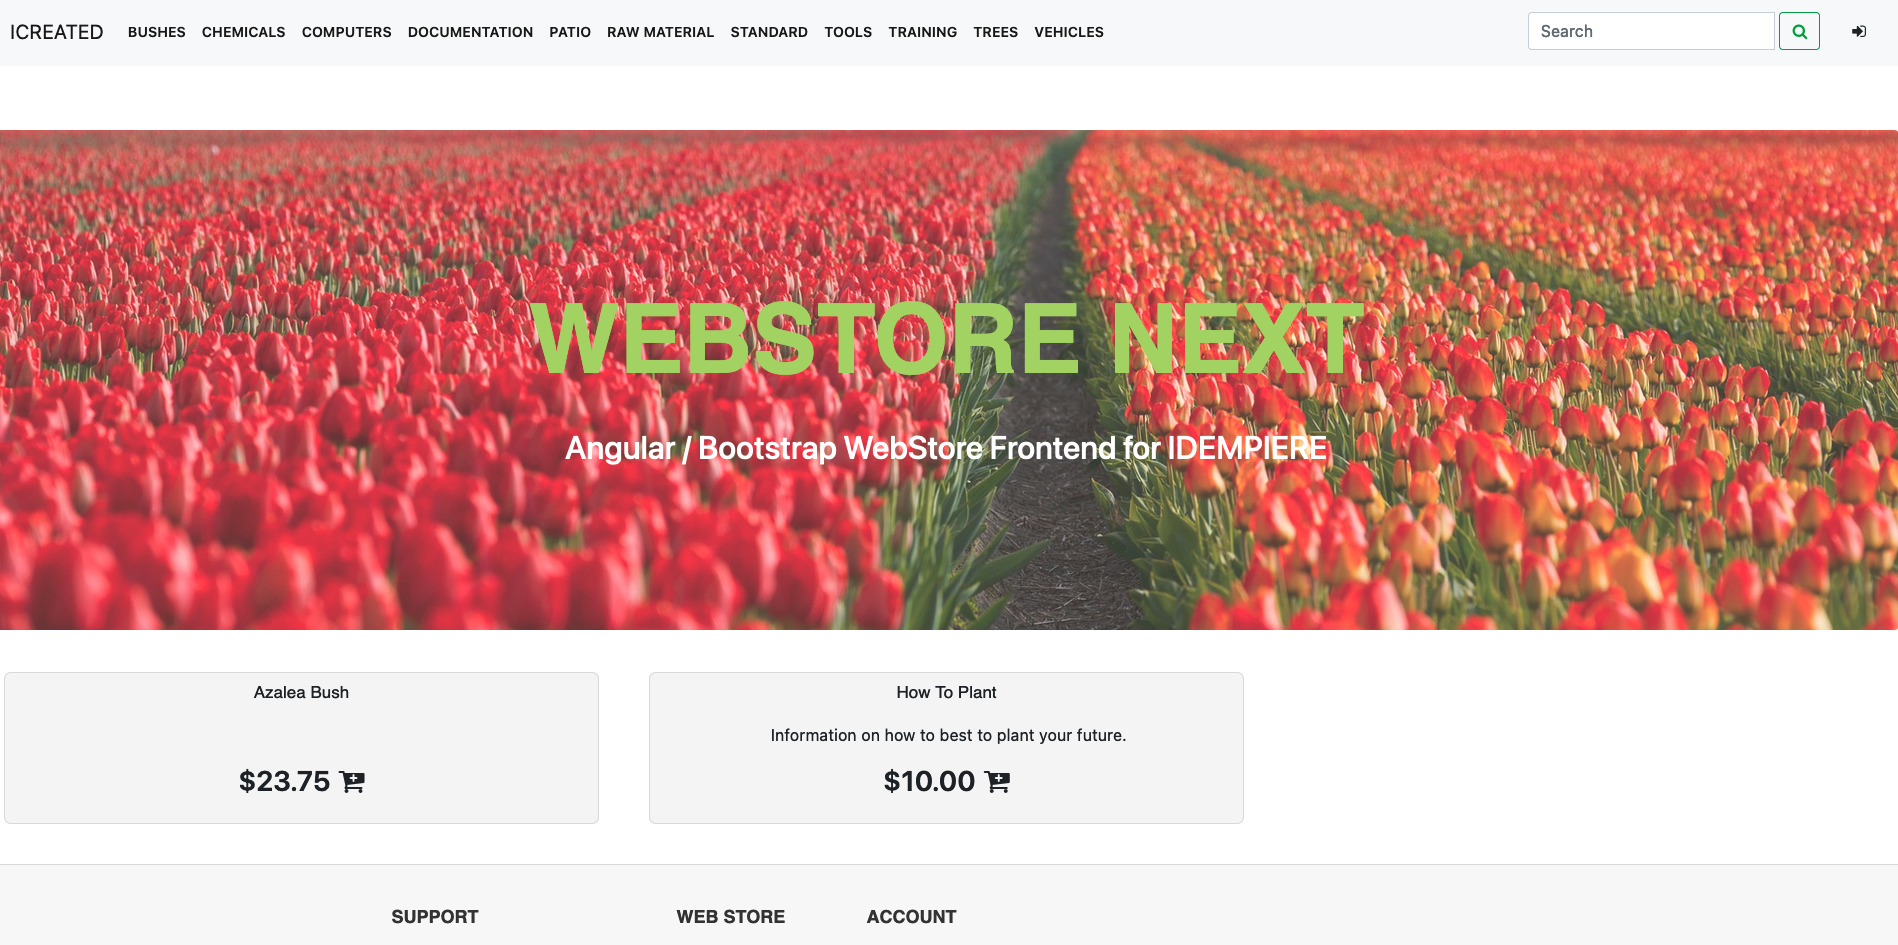 ICREATED BUSHES CHEMICALS COMPUTERS DOCUMENTATION PATIO RAW MATERIAL STANDARD TOOLS TRAINING TREES VEHICLES Search
WEBSTORE NEXT
Angular / Bootstrap WebStore Frontend for IDEMPIERE
Azalea Bush
$23.75
How To Plant
Information on how to best to plant your future.
$10.00
SUPPORT WEB STORE ACCOUNT